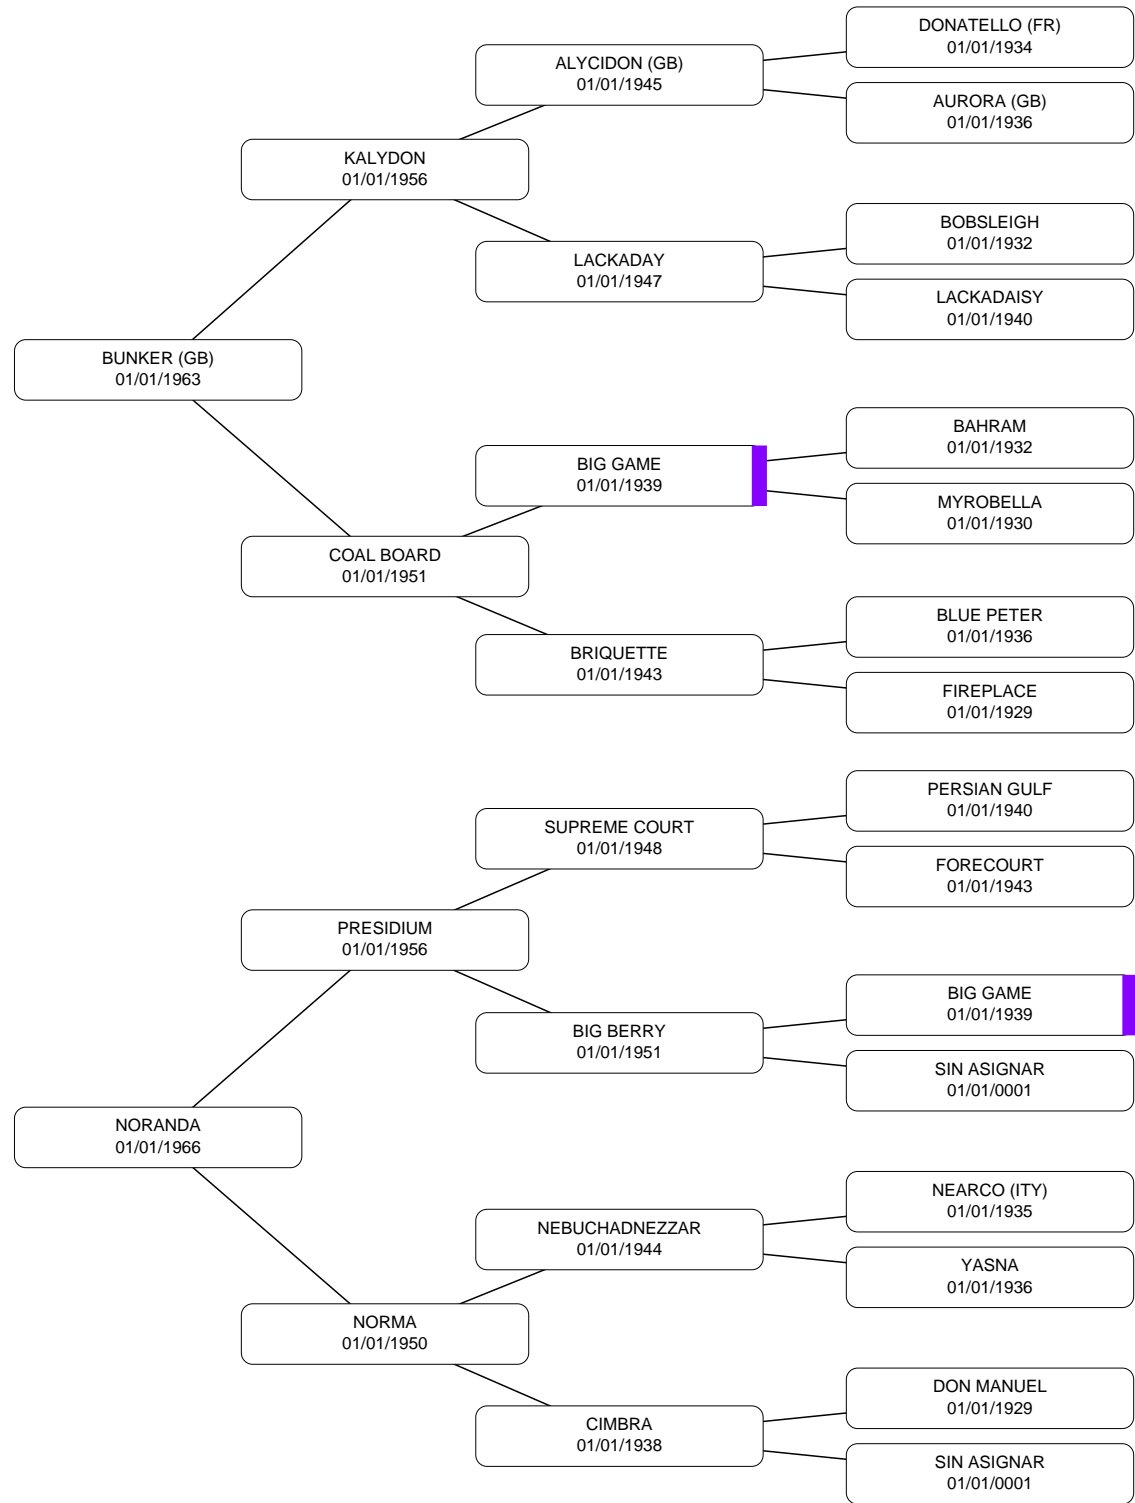 DONATELLO (FR)
01/01/1934
ALYCIDON (GB)
01/01/1945
AURORA (GB)
01/01/1936
KALYDON
01/01/1956
BOBSLEIGH
01/01/1932
LACKADAY
01/01/1947
LACKADAISY
01/01/1940
BUNKER (GB)
01/01/1963
BAHRAM
01/01/1932
BIG GAME
01/01/1939
MYROBELLA
01/01/1930
COAL BOARD
01/01/1951
BLUE PETER
01/01/1936
BRIQUETTE
01/01/1943
FIREPLACE
01/01/1929
PERSIAN GULF
01/01/1940
SUPREME COURT
01/01/1948
FORECOURT
01/01/1943
PRESIDIUM
01/01/1956
BIG GAME
01/01/1939
BIG BERRY
01/01/1951
SIN ASIGNAR
01/01/0001
NORANDA
01/01/1966
NEARCO (ITY)
01/01/1935
NEBUCHADNEZZAR
01/01/1944
YASNA
01/01/1936
NORMA
01/01/1950
DON MANUEL
01/01/1929
CIMBRA
01/01/1938
SIN ASIGNAR
01/01/0001